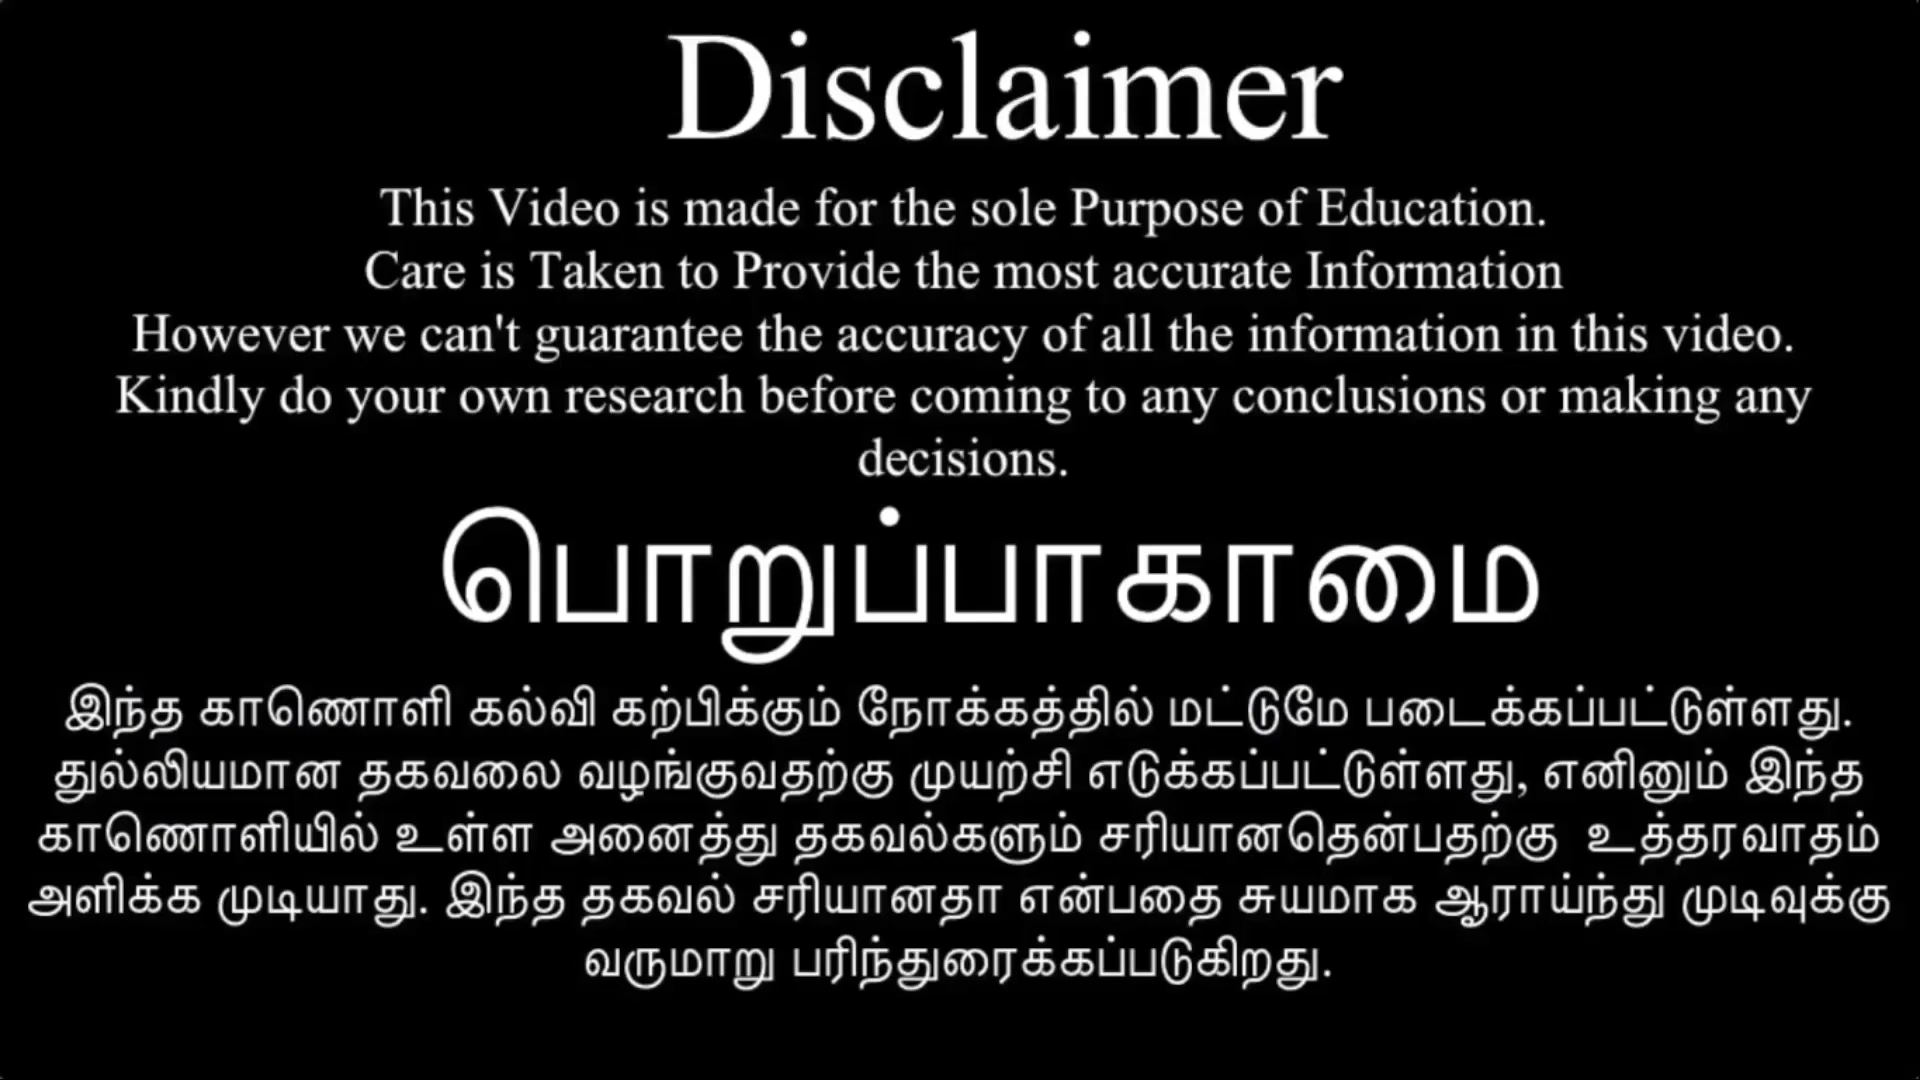 Disclaimer
This Video is made for the sole Purpose of Education.
Care is Taken to Provide the most accurate Information
However we can't guarantee the accuracy of all the information in this video.
Kindly do your own research before coming to any conclusions or making any
decisions.
பொறுப்பாகாமை
இந்த காணொளி கல்வி கற்பிக்கும் நோக்கத்தில் மட்டுமே படைக்கப்பட்டுள்ளது.
துல்லியமான தகவலை வழங்குவதற்கு முயற்சி எடுக்கப்பட்டுள்ளது, எனினும் இந்த
காணொளியில் உள்ள அனைத்து தகவல்களும் சரியானதென்பதற்கு உத்தரவாதம்
அளிக்க முடியாது. இந்த தகவல் சரியானதா என்பதை சுயமாக ஆராய்ந்து முடிவுக்கு
வருமாறு பரிந்துரைக்கப்படுகிறது.